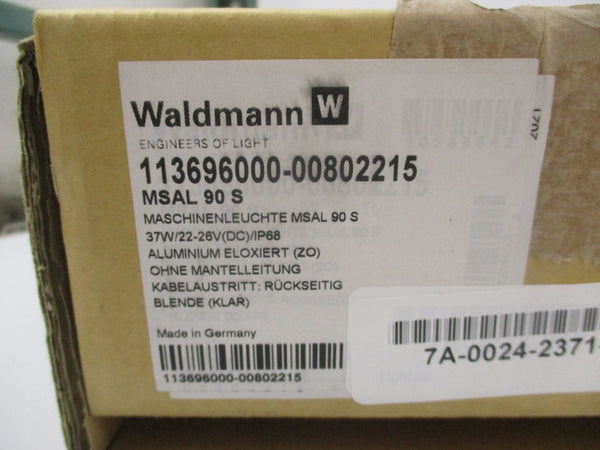 Waldmann W
ENGINEERS OF LIGHT
113696000-00802215
MSAL 90 S
MASCHINENLEUCHTE MSAL 90 S
37W/22-26V(DC)/IP68
ALUMINIUM ELOXIERT (ZO)
OHNE MANTELLEITUNG
KABELAUSTRITT: RÜCKSEITIG
BLENDE (KLAR)
Made in Germany
113696000-00802215
2021
7A-0024-2371-